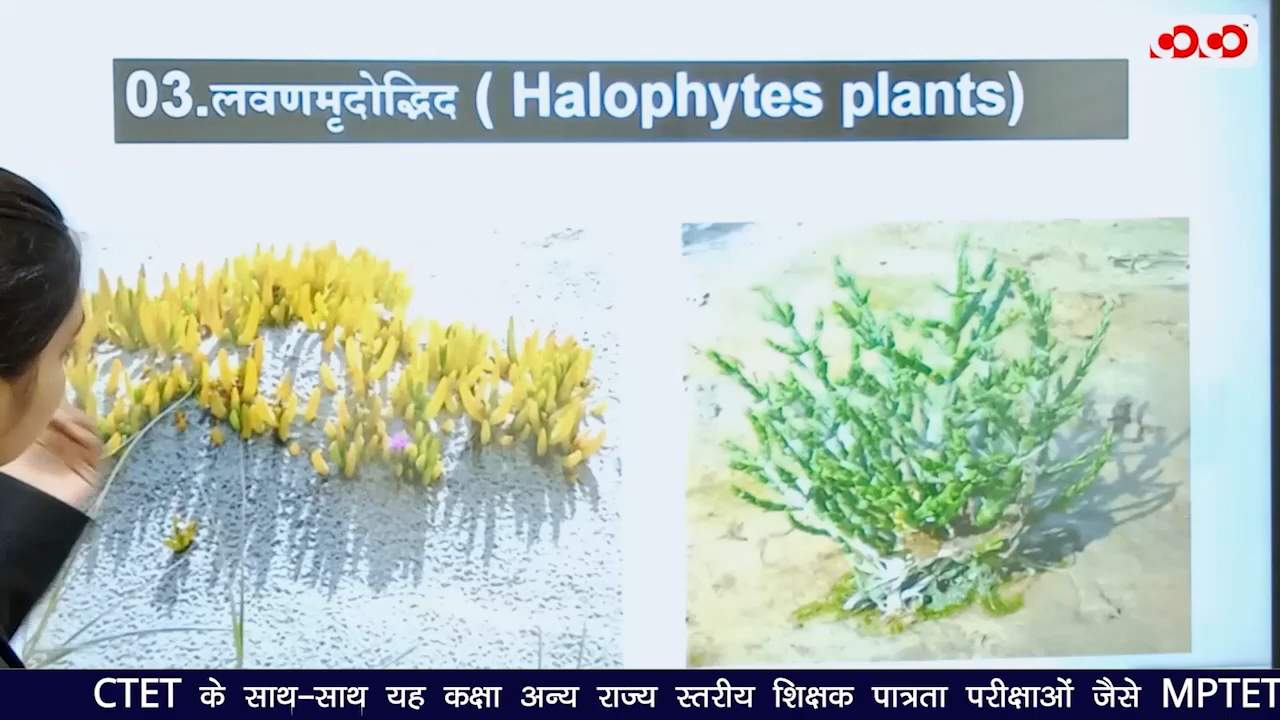 03.लवणमृदोद्भिद ( Halophytes plants)
CTET के साथ-साथ यह कक्षा अन्य राज्य स्तरीय शिक्षक पात्रता परीक्षाओं जैसे MPTET